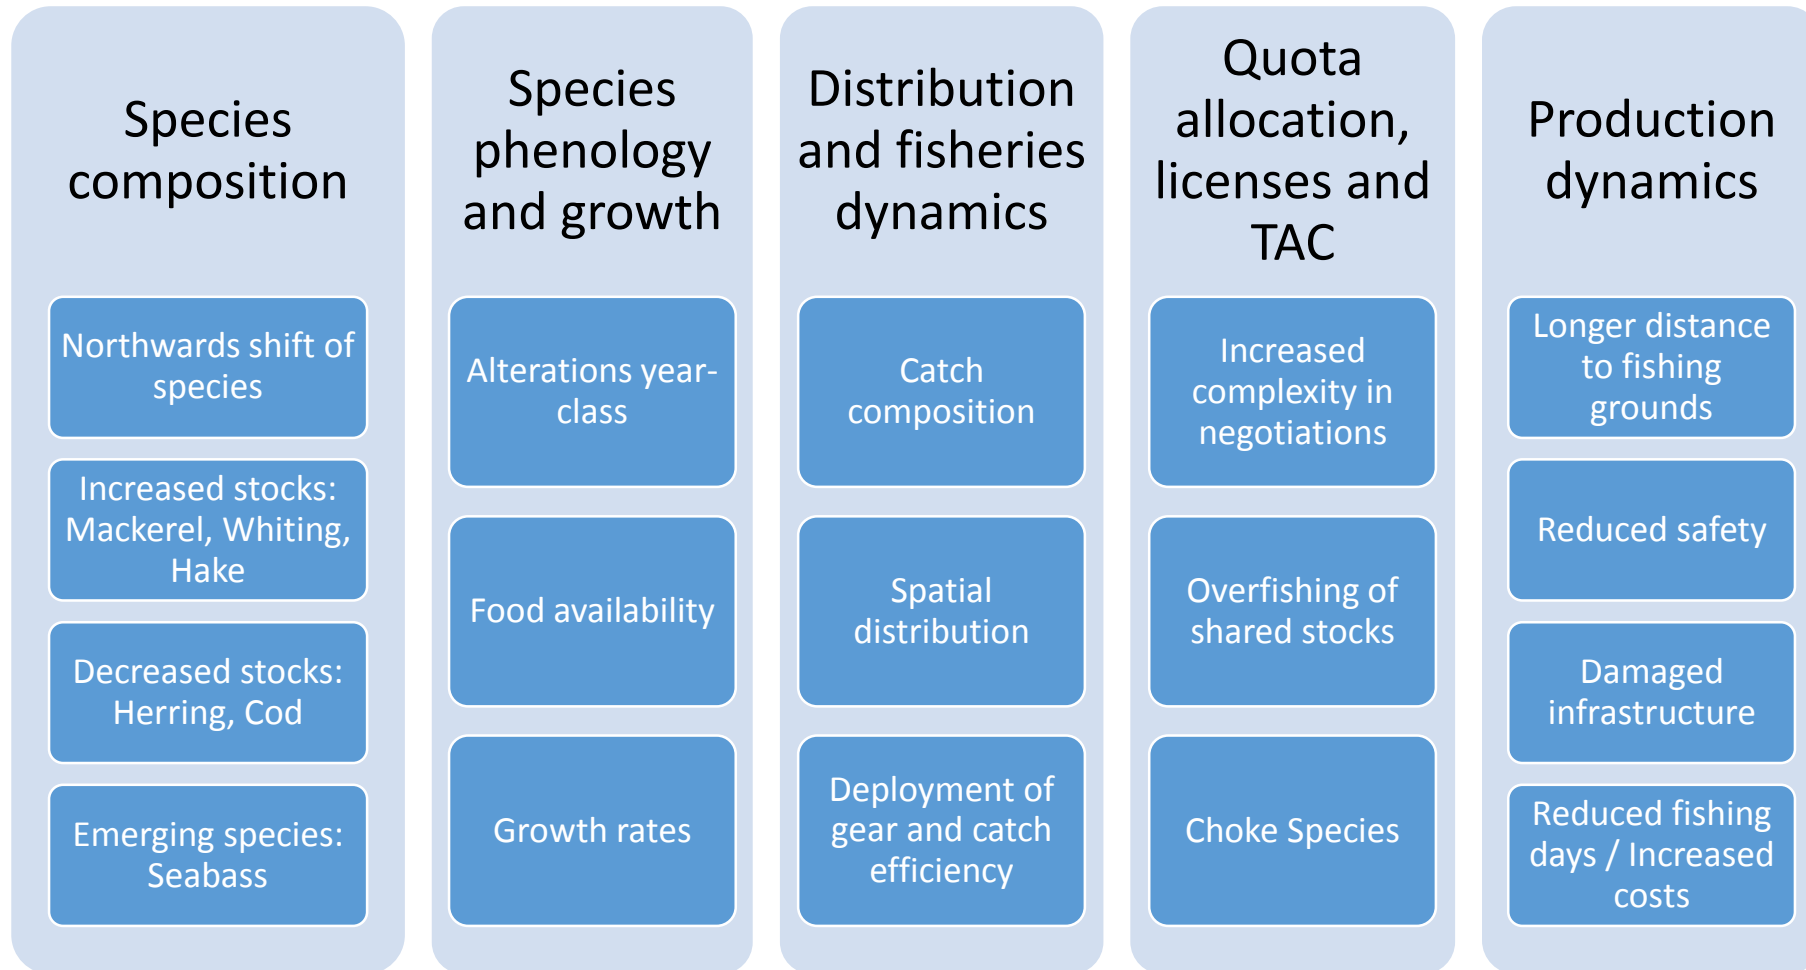 Species
composition
Northwards shift of
species
Increased stocks:
Mackerel, Whiting,
Hake
Decreased stocks:
Herring, Cod
Emerging species:
Seabass
Species
phenology
and growth
Alterations year-
class
Food availability
Growth rates
Distribution
and fisheries
dynamics
Catch
composition
Spatial
distribution
Deployment of
gear and catch
efficiency
Quota
allocation,
licenses and
TAC
Increased
complexity in
negotiations
Overfishing of
shared stocks
Choke Species
Production
dynamics
Longer distance
to fishing
grounds
Reduced safety
Damaged
infrastructure
Reduced fishing
days / Increased
costs